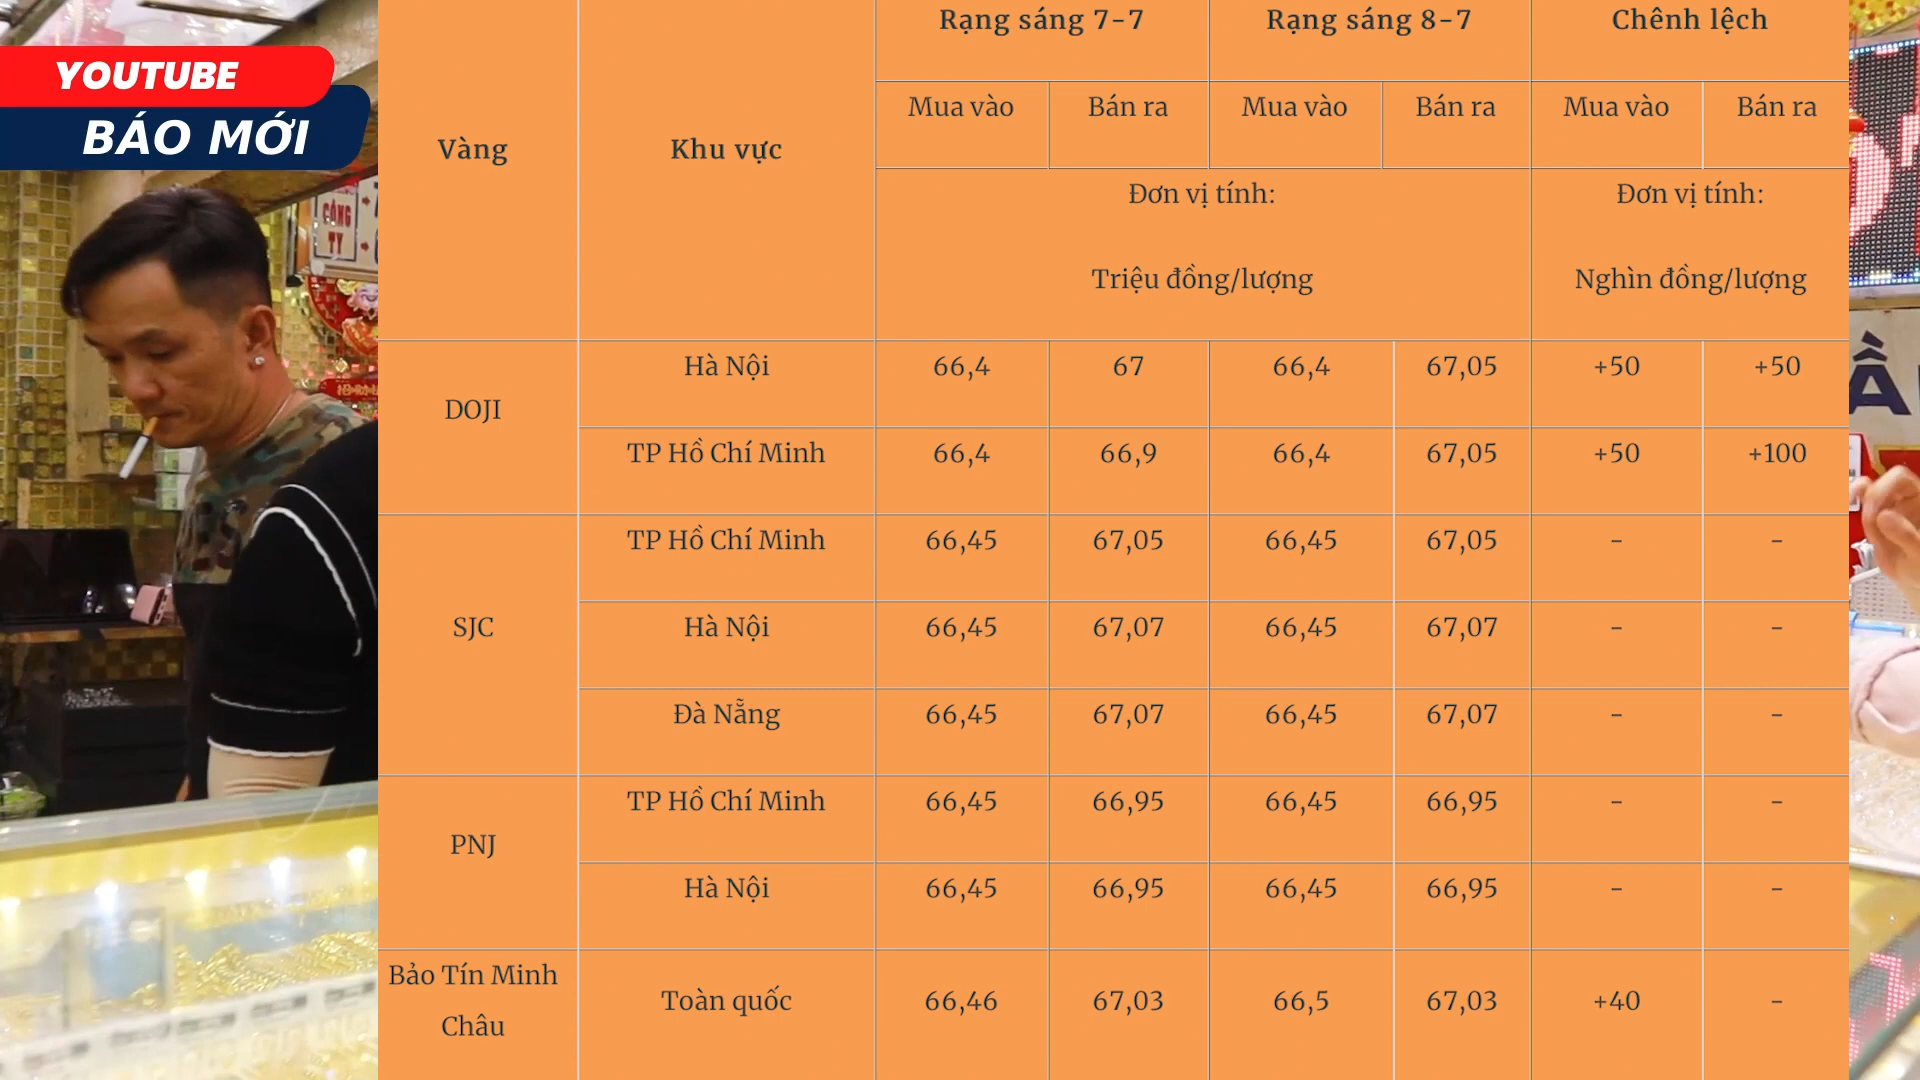 YOUTUBE
BÁO MỚI
CÔNG
TY
Vàng
Khu vực
Rạng sáng 7-7
Rạng sáng 8-7
Chênh lệch
Mua vào
Bán ra
Mua vào
Bán ra
Mua vào
Bán ra
Đơn vị tính:
Triệu đồng/lượng
Đơn vị tính:
Nghìn đồng/lượng
DOJI
Hà Nội 66,4 67 66,4 67,05 +50 +50
TP Hồ Chí Minh 66,4 66,9 66,4 67,05 +50 +100
SJC
TP Hồ Chí Minh 66,45 67,05 66,45 67,05 - -
Hà Nội 66,45 67,07 66,45 67,07 - -
Đà Nẵng 66,45 67,07 66,45 67,07 - -
PNJ
TP Hồ Chí Minh 66,45 66,95 66,45 66,95 - -
Hà Nội 66,45 66,95 66,45 66,95 - -
Bảo Tín Minh
Châu
Toàn quốc 66,46 67,03 66,5 67,03 +40 -